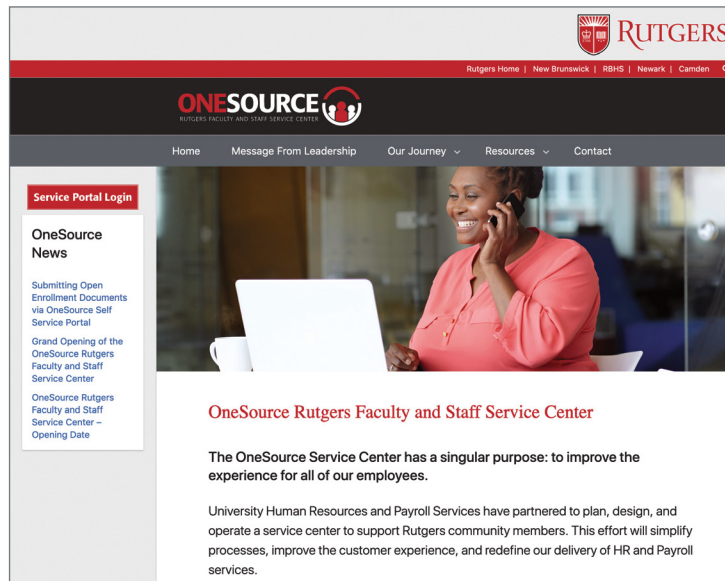 RUTGERS
Rutgers Home | New Brunswick | RBHS | Newark | Camden
ONESOURCE
RUTGERS FACULTY AND STAFF SERVICE CENTER
Home Message From Leadership Our Journey Resources Contact
Service Portal Login
OneSource
News
Submitting Open
Enrollment Documents
via OneSource Self
Service Portal
Grand Opening of the
OneSource Rutgers
Faculty and Staff
Service Center
OneSource Rutgers
Faculty and Staff
Service Center –
Opening Date
OneSource Rutgers Faculty and Staff Service Center
The OneSource Service Center has a singular purpose: to improve the
experience for all of our employees.
University Human Resources and Payroll Services have partnered to plan, design, and
operate a service center to support Rutgers community members. This effort will simplify
processes, improve the customer experience, and redefine our delivery of HR and Payroll
services.